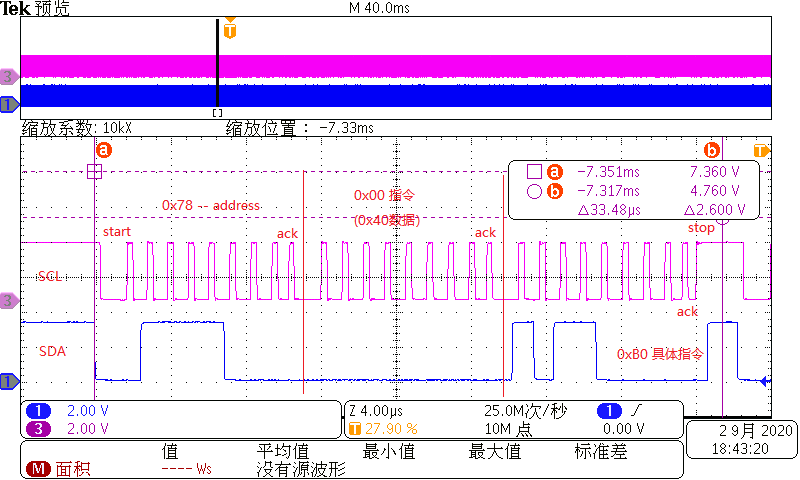 Tek 预览 M 40.0ms
T
3
1
[]
缩放系数: 10kX 缩放位置： -7.33ms
a b T
a -7.351ms 7.360 V
b -7.317ms 4.760 V
Δ33.48μs Δ2.600 V
0x78 -- address 0x00 指令
(0x40数据)
start ack ack stop
SCL
3
ack
SDA 0xB0 具体指令
1
1 2.00 V Z 4.00μs 25.0M次/秒 1
3 2.00 V T 27.90 % 10M 点 0.00 V
值 平均值 最小值 最大值 标准差
M 面积 ---- Ws 没有源波形
2 9月 2020
18:43:20